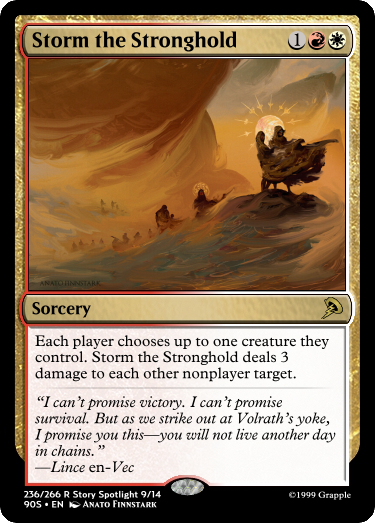 Storm the Stronghold 1
ANATO FINNSTARK
Sorcery
Each player chooses up to one creature they
control. Storm the Stronghold deals 3
damage to each other nonplayer target.
“I can’t promise victory. I can’t promise
survival. But as we strike out at Volrath’s yoke,
I promise you this—you will not live another day
in chains.”
—Lince en-Vec
236/266 R Story Spotlight 9/14
90S • EN Anato Finnstark
©1999 Grapple